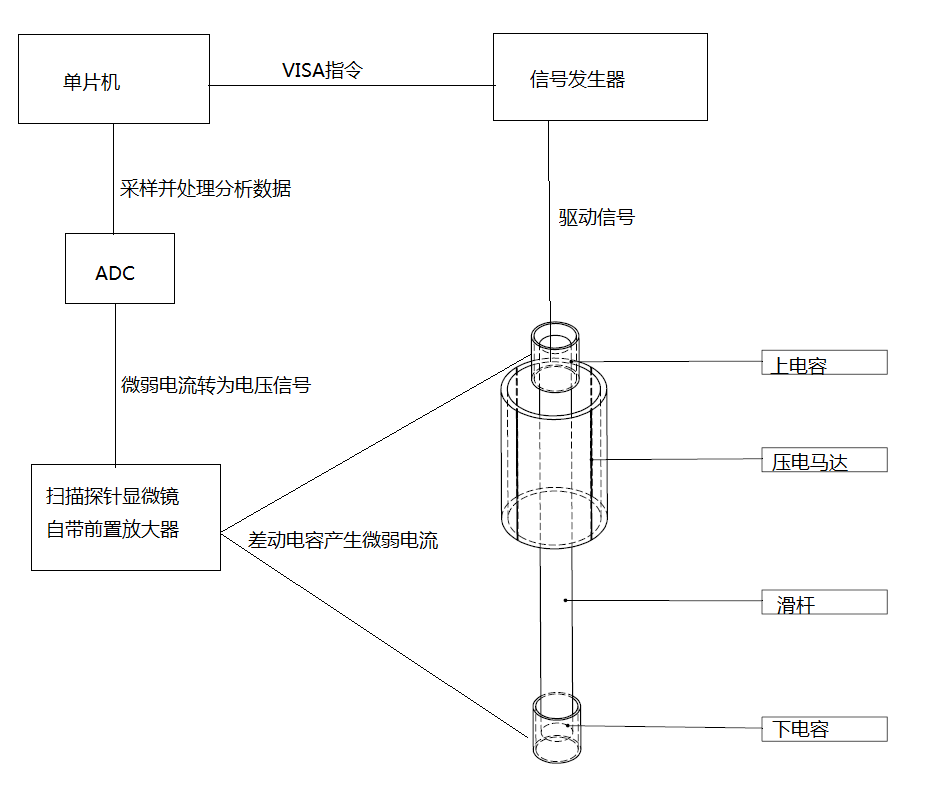 单片机
VISA指令
信号发生器
采样并处理分析数据
驱动信号
ADC
上电容
微弱电流转为电压信号
压电马达
扫描探针显微镜
自带前置放大器
差动电容产生微弱电流
滑杆
下电容